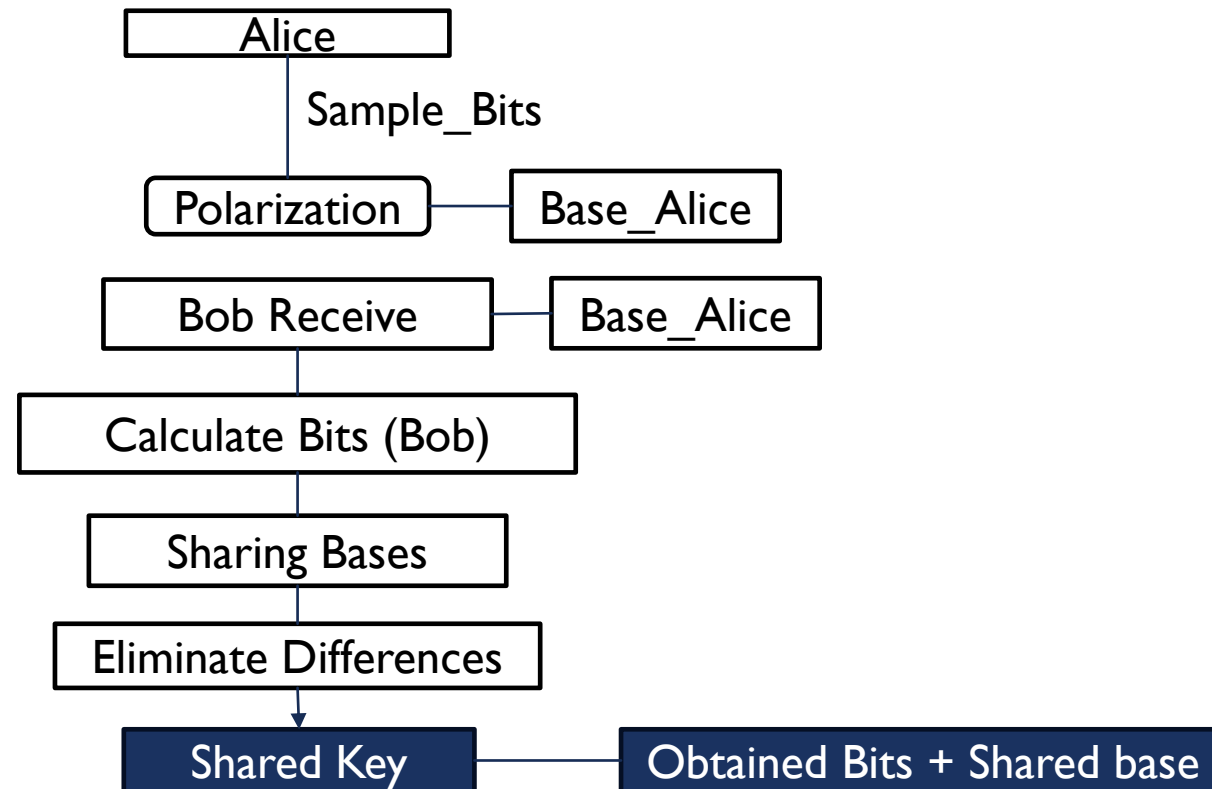 Alice
Sample_Bits
Polarization
Base_Alice
Bob Receive
Base_Alice
Calculate Bits (Bob)
Sharing Bases
Eliminate Differences
Shared Key
Obtained Bits + Shared base